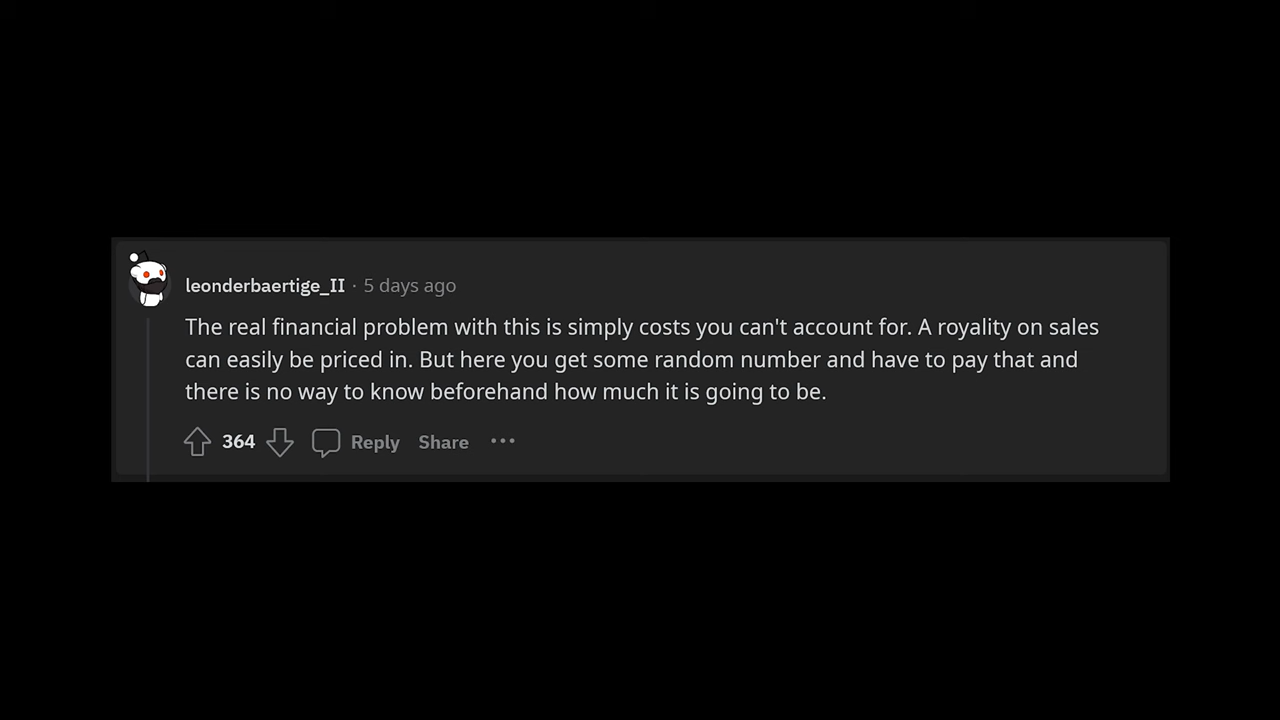 leonderbaertige_II · 5 days ago
The real financial problem with this is simply costs you can't account for. A royality on sales
can easily be priced in. But here you get some random number and have to pay that and
there is no way to know beforehand how much it is going to be.
364 Reply Share ···